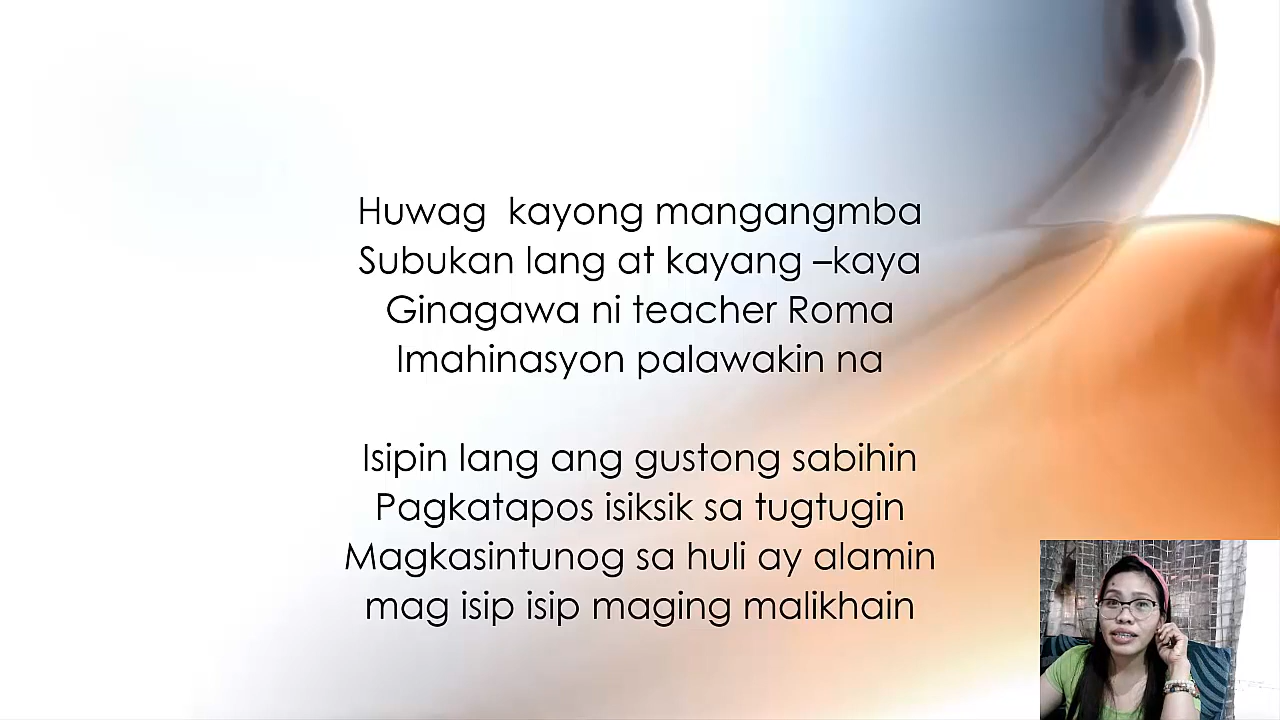 Huwag  kayong mangangmba
Subukan lang at kayang –kaya
Ginagawa ni teacher Roma
Imahinasyon palawakin na
Isipin lang ang gustong sabihin
Pagkatapos isiksik sa tugtugin
Magkasintunog sa huli ay alamin
mag isip isip maging malikhain